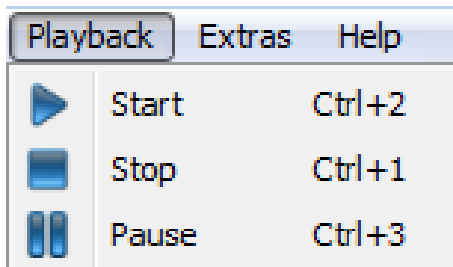 Playback Extras Help
Start Ctrl+2
Stop Ctrl+1
Pause Ctrl+3